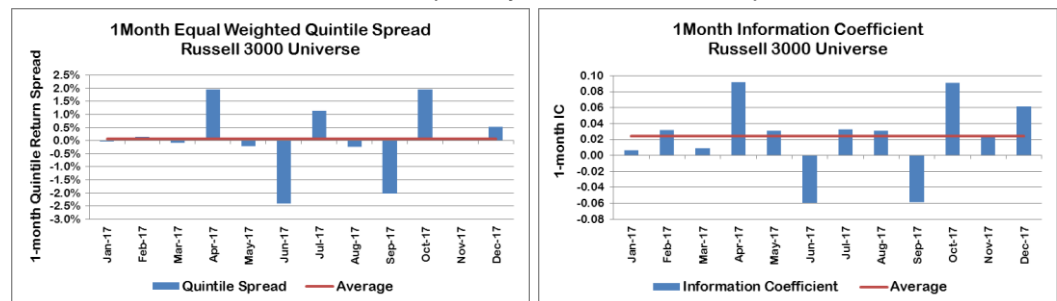 1Month Equal Weighted Quintile Spread
Russell 3000 Universe
1-month Quintile Return Spread
2.5%
2.0%
1.5%
1.0%
0.5%
0.0%
-0.5%
-1.0%
-1.5%
-2.0%
-2.5%
-3.0%
Jan-17
Feb-17
Mar-17
Apr-17
May-17
Jun-17
Jul-17
Aug-17
Sep-17
Oct-17
Nov-17
Dec-17
Quintile Spread
Average
1Month Information Coefficient
Russell 3000 Universe
1-month IC
0.10
0.08
0.06
0.04
0.02
0.00
-0.02
-0.04
-0.06
-0.08
Jan-17
Feb-17
Mar-17
Apr-17
May-17
Jun-17
Jul-17
Aug-17
Sep-17
Oct-17
Nov-17
Dec-17
Information Coefficient
Average